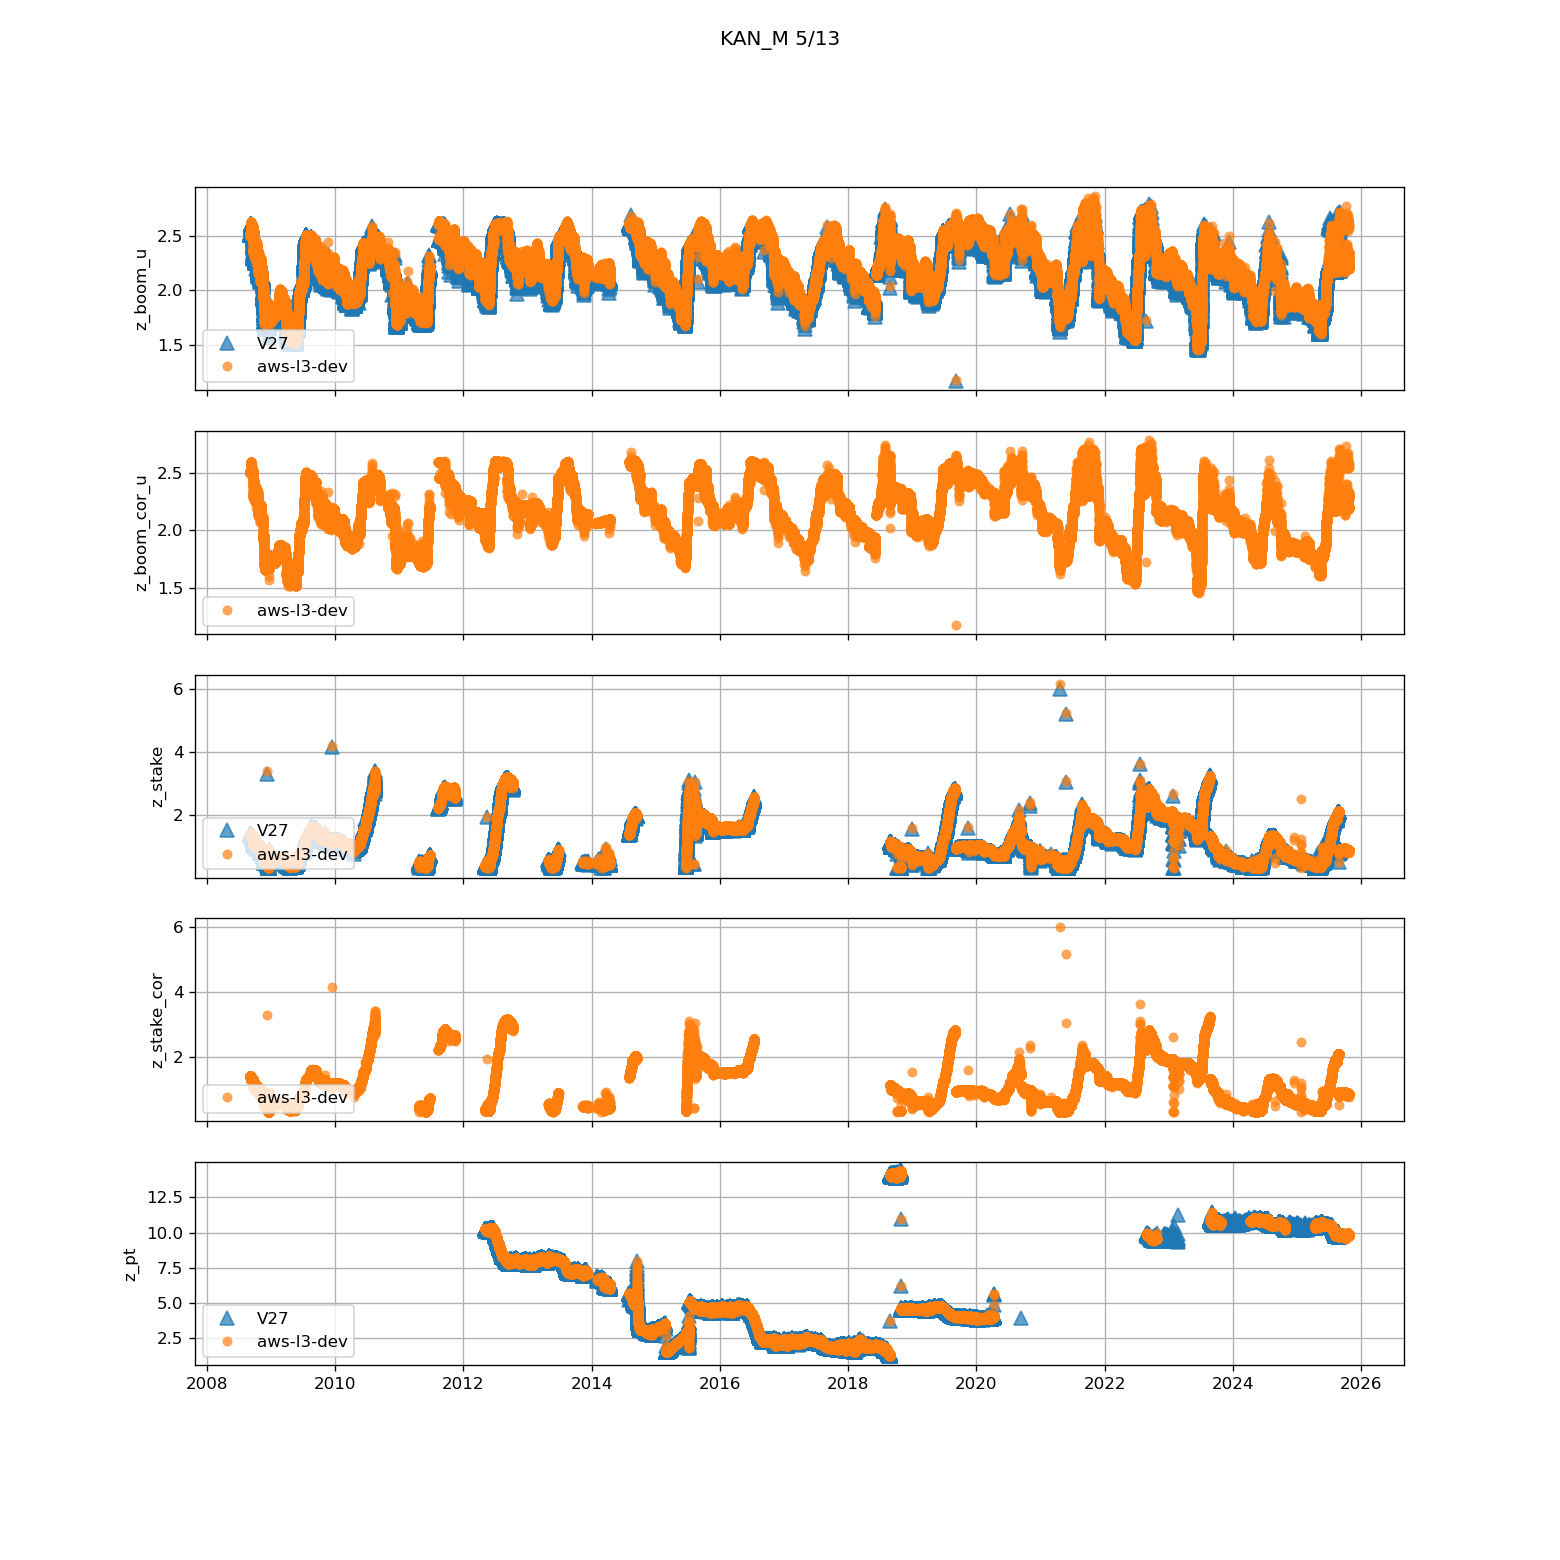 KAN_M 5/13
z_boom_u
2.5
2.0
1.5
V27
aws-l3-dev
z_boom_cor_u
2.5
2.0
1.5
aws-l3-dev
z_stake
6
4
2
V27
aws-l3-dev
z_stake_cor
6
4
2
aws-l3-dev
z_pt
12.5
10.0
7.5
5.0
2.5
V27
aws-l3-dev
2008 2010 2012 2014 2016 2018 2020 2022 2024 2026